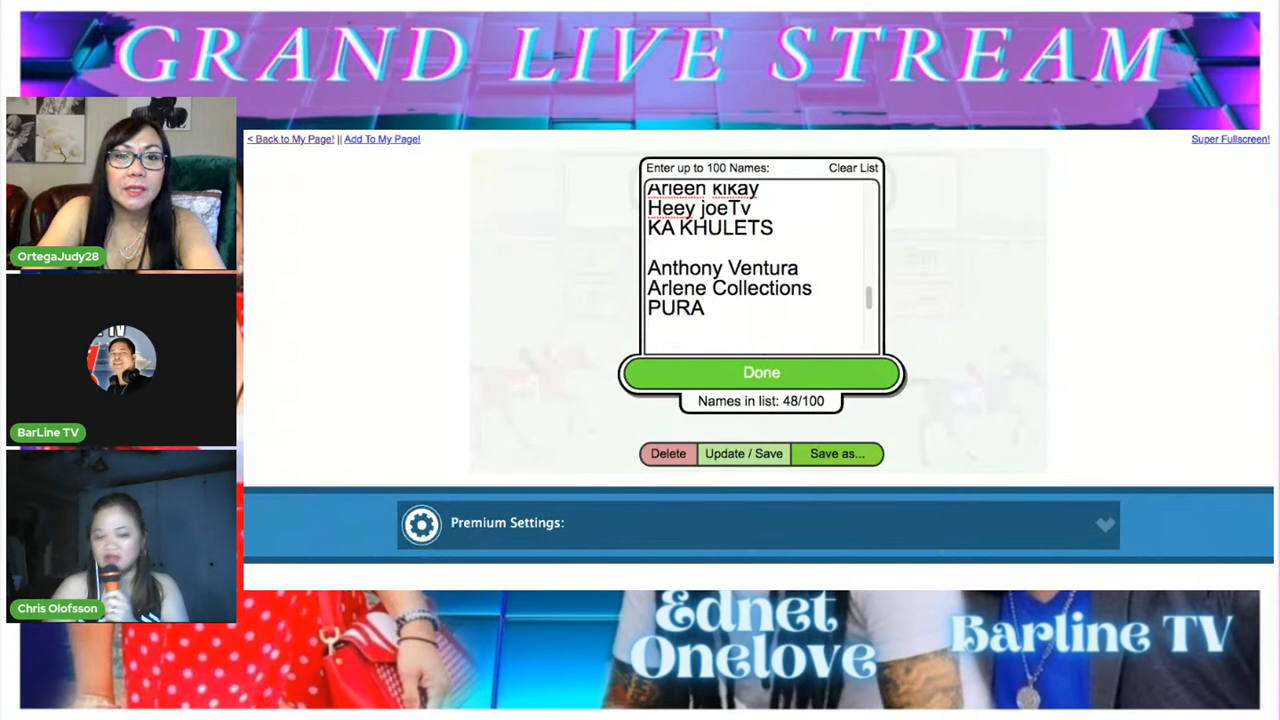 GRAND LIVE STREAM
< Back to My Page! || Add To My Page!
Super Fullscreen!
Enter up to 100 Names:
Clear List
Arleen kikay
Heey joeTv
KA KHULETS
Anthony Ventura
Arlene Collections
PURA
Done
Names in list: 48/100
Delete
Update / Save
Save as...
Premium Settings:
OrtegaJudy28
BarLine TV
Chris Olofsson
Ednet
Onelove
Barline TV